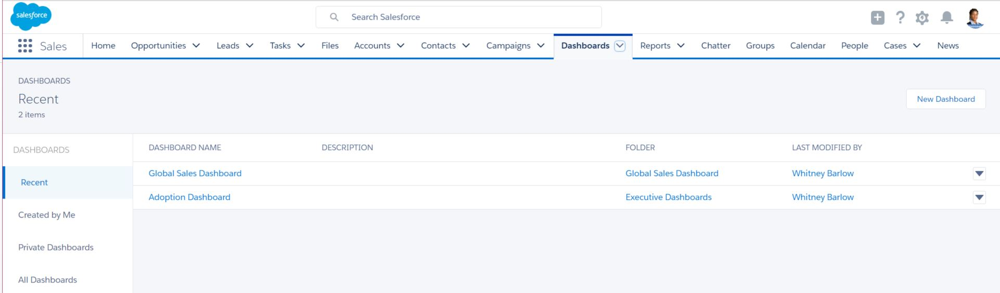 salesforce
Search Salesforce
Sales Home Opportunities Leads Tasks Files Accounts Contacts Campaigns Dashboards Reports Chatter Groups Calendar People Cases News
DASHBOARDS
Recent
2 items
New Dashboard
DASHBOARDS
Recent
Created by Me
Private Dashboards
All Dashboards
DASHBOARD NAME DESCRIPTION FOLDER LAST MODIFIED BY
Global Sales Dashboard Global Sales Dashboard Whitney Barlow
Adoption Dashboard Executive Dashboards Whitney Barlow